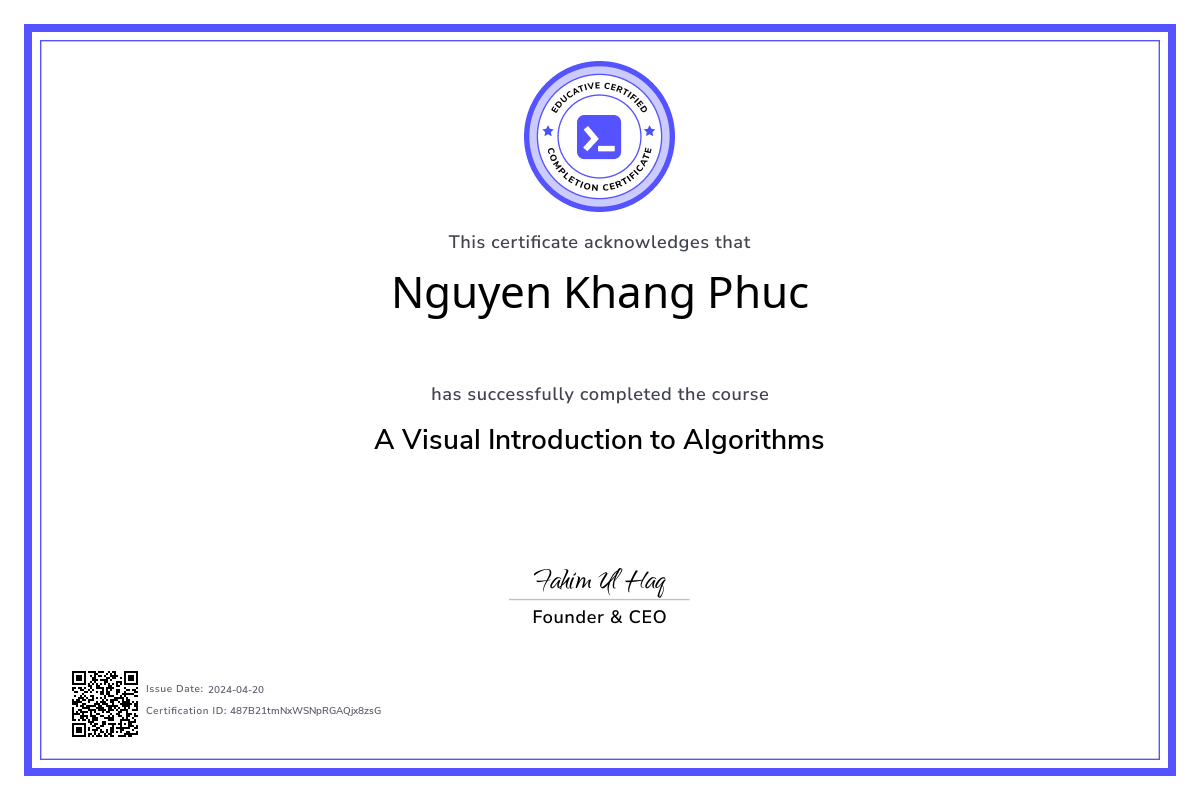 EDUCATIVE CERTIFIED
COMPLETION CERTIFICATE
This certificate acknowledges that
Nguyen Khang Phuc
has successfully completed the course
A Visual Introduction to Algorithms
Fahim Ul Haq
Founder & CEO
Issue Date: 2024-04-20
Certification ID: 487B21tmNxWSNpRGAQjx8zsG